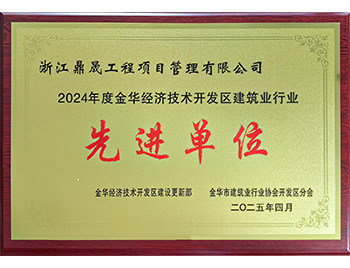 浙江鼎晟工程项目管理有限公司
2024年度金华经济技术开发区建筑业行业
先进单位
金华经济技术开发区建设更新部 金华市建筑业行业协会开发区分会
二〇二五年四月